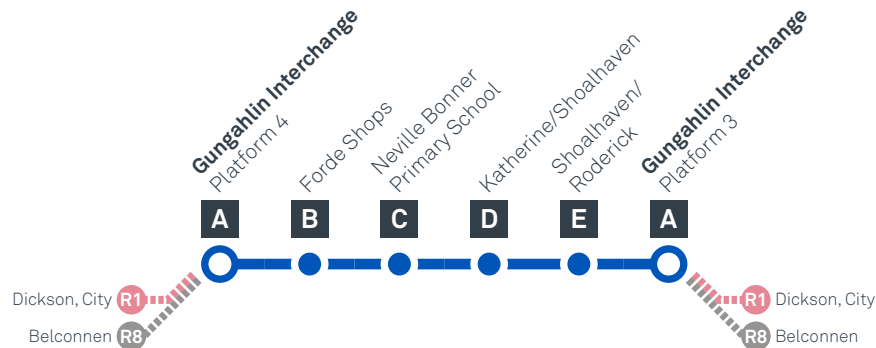 Gungahlin Interchange
Platform 4
Forde Shops
Neville Bonner
Primary School
Katherine/Shoalhaven
Shoalhaven/
Roderick
Gungahlin Interchange
Platform 3
A
B
C
D
E
A
Dickson, City R1
R1 Dickson, City
Belconnen R8
R8 Belconnen